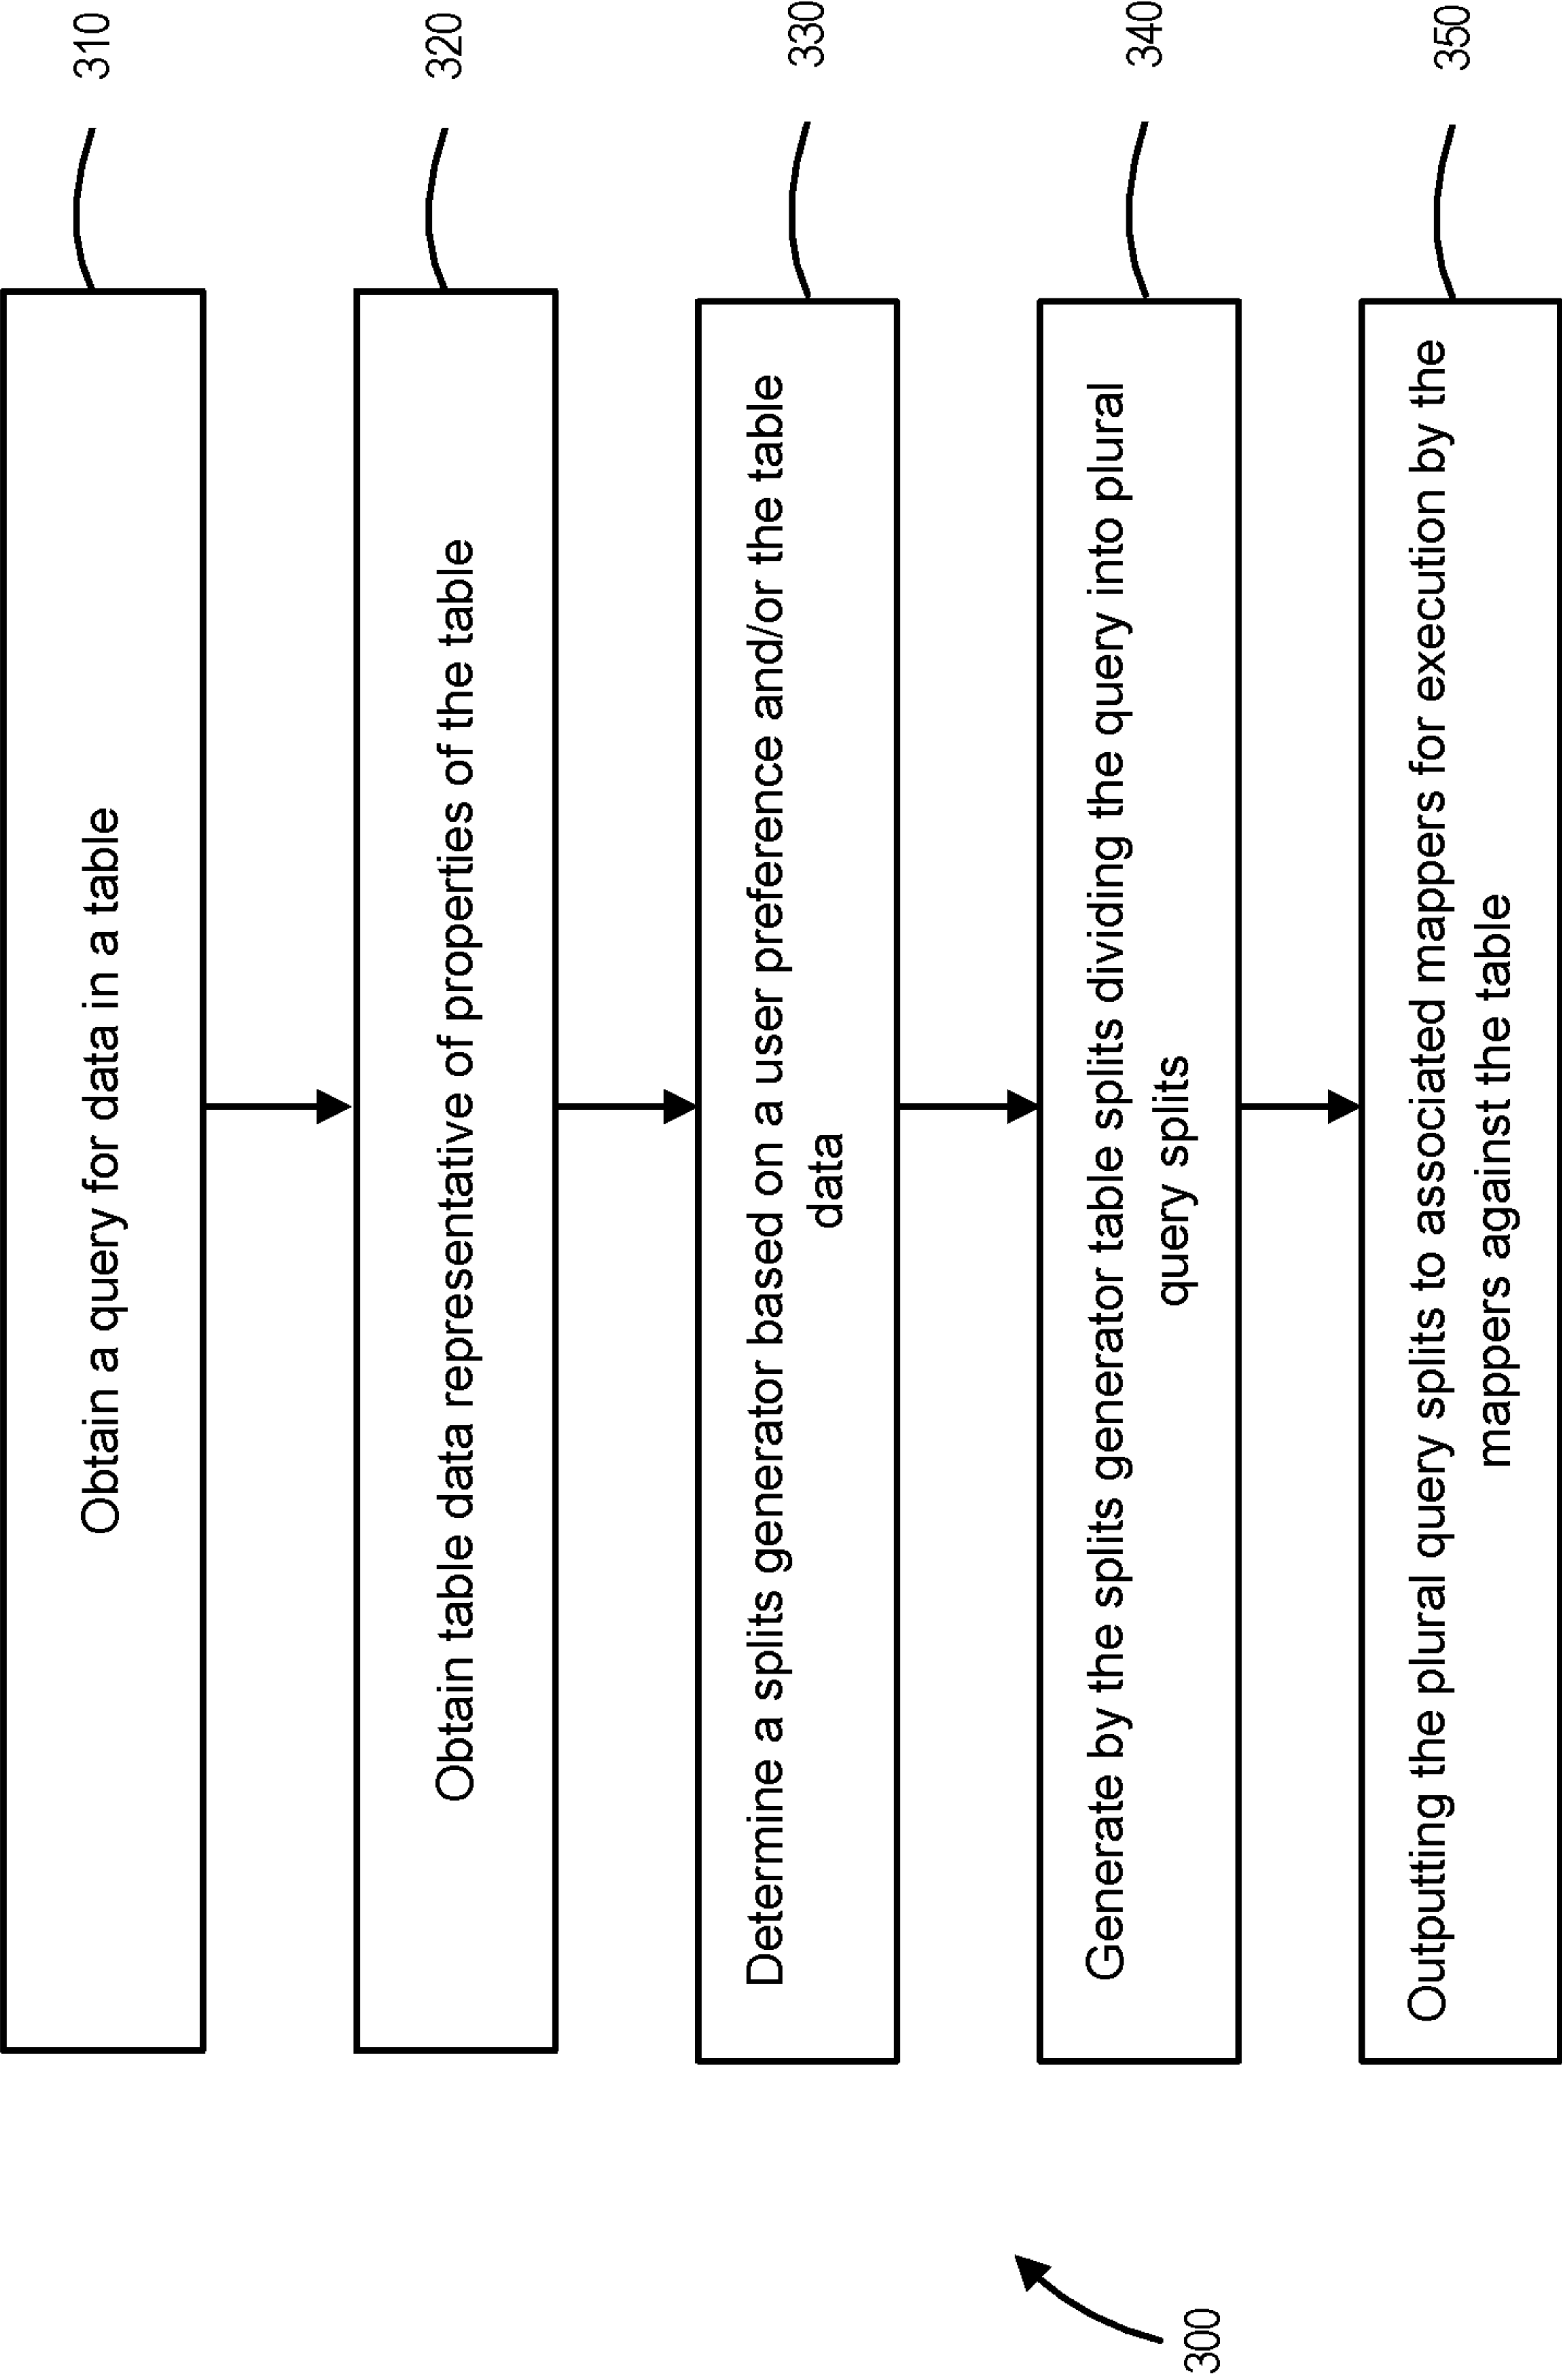 Obtain a query for data in a table
310
Obtain table data representative of properties of the table
320
Determine a splits generator based on a user preference and/or the table
data
330
Generate by the splits generator table splits dividing the query into plural
query splits
340
Outputting the plural query splits to associated mappers for execution by the
mappers against the table
350
300